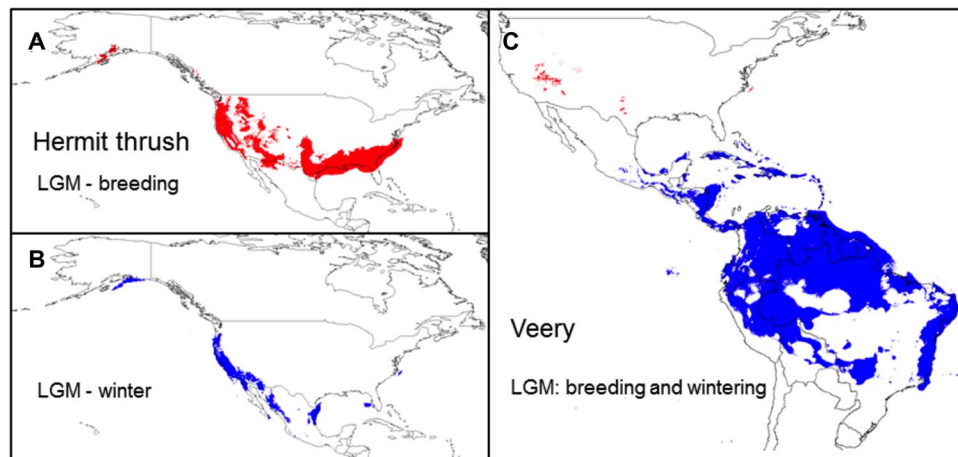 A
Hermit thrush
LGM - breeding
B
LGM - winter
C
Veery
LGM: breeding and wintering